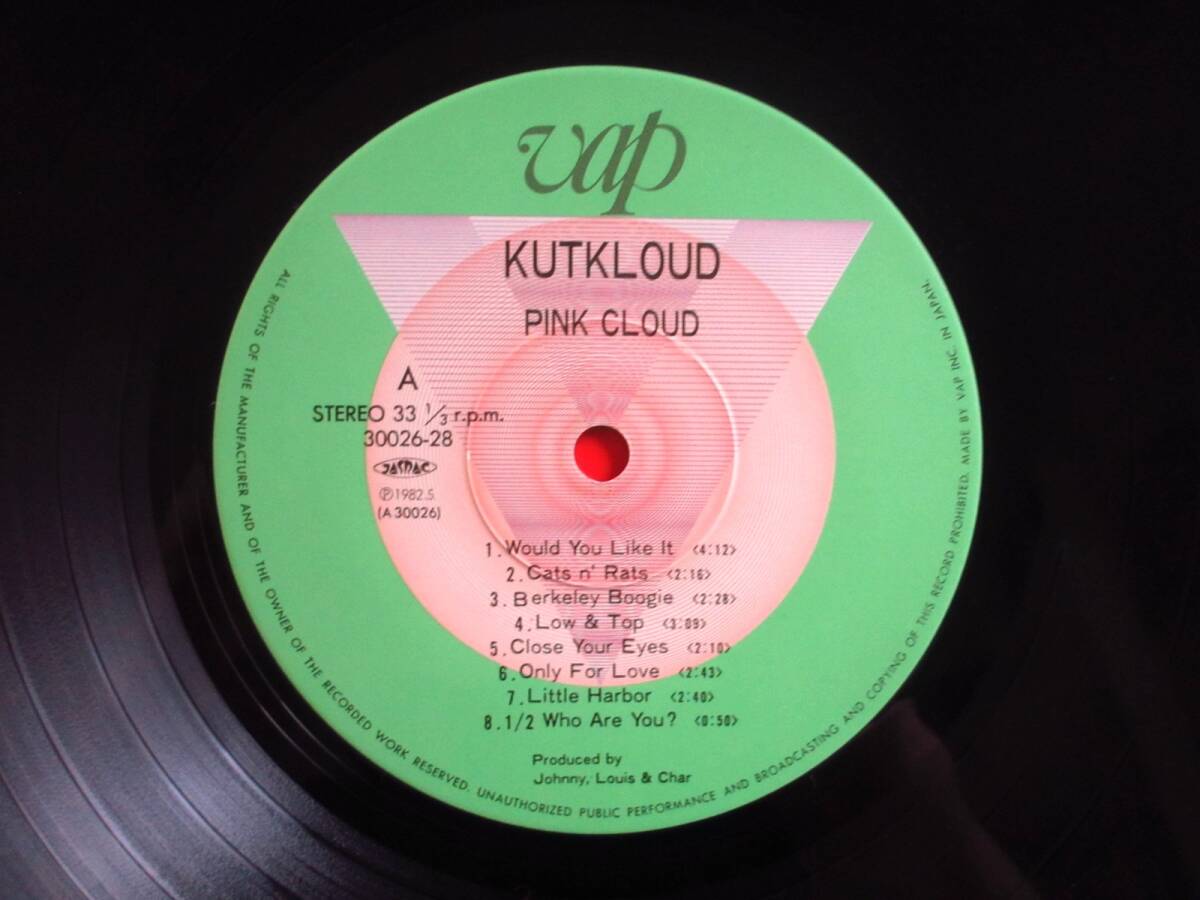 vap
KUTKLOUD
PINK CLOUD
A
STEREO 33 1/3 r.p.m.
30026-28
JASRAC
Ⓟ1982.5.
(A 30026)
1. Would You Like It <4:12>
2. Cats n' Rats <2:16>
3. Berkeley Boogie <2:28>
4. Low & Top <3:09>
5. Close Your Eyes <2:10>
6. Only For Love <2:43>
7. Little Harbor <2:40>
8. 1/2 Who Are You? <0:50>
Produced by
Johnny, Louis & Char
ALL RIGHTS OF THE MANUFACTURER AND OF THE OWNER OF THE RECORDED WORK RESERVED. UNAUTHORIZED PUBLIC PERFORMANCE AND BROADCASTING AND COPYING OF THIS RECORD PROHIBITED. MADE BY VAP INC. IN JAPAN.